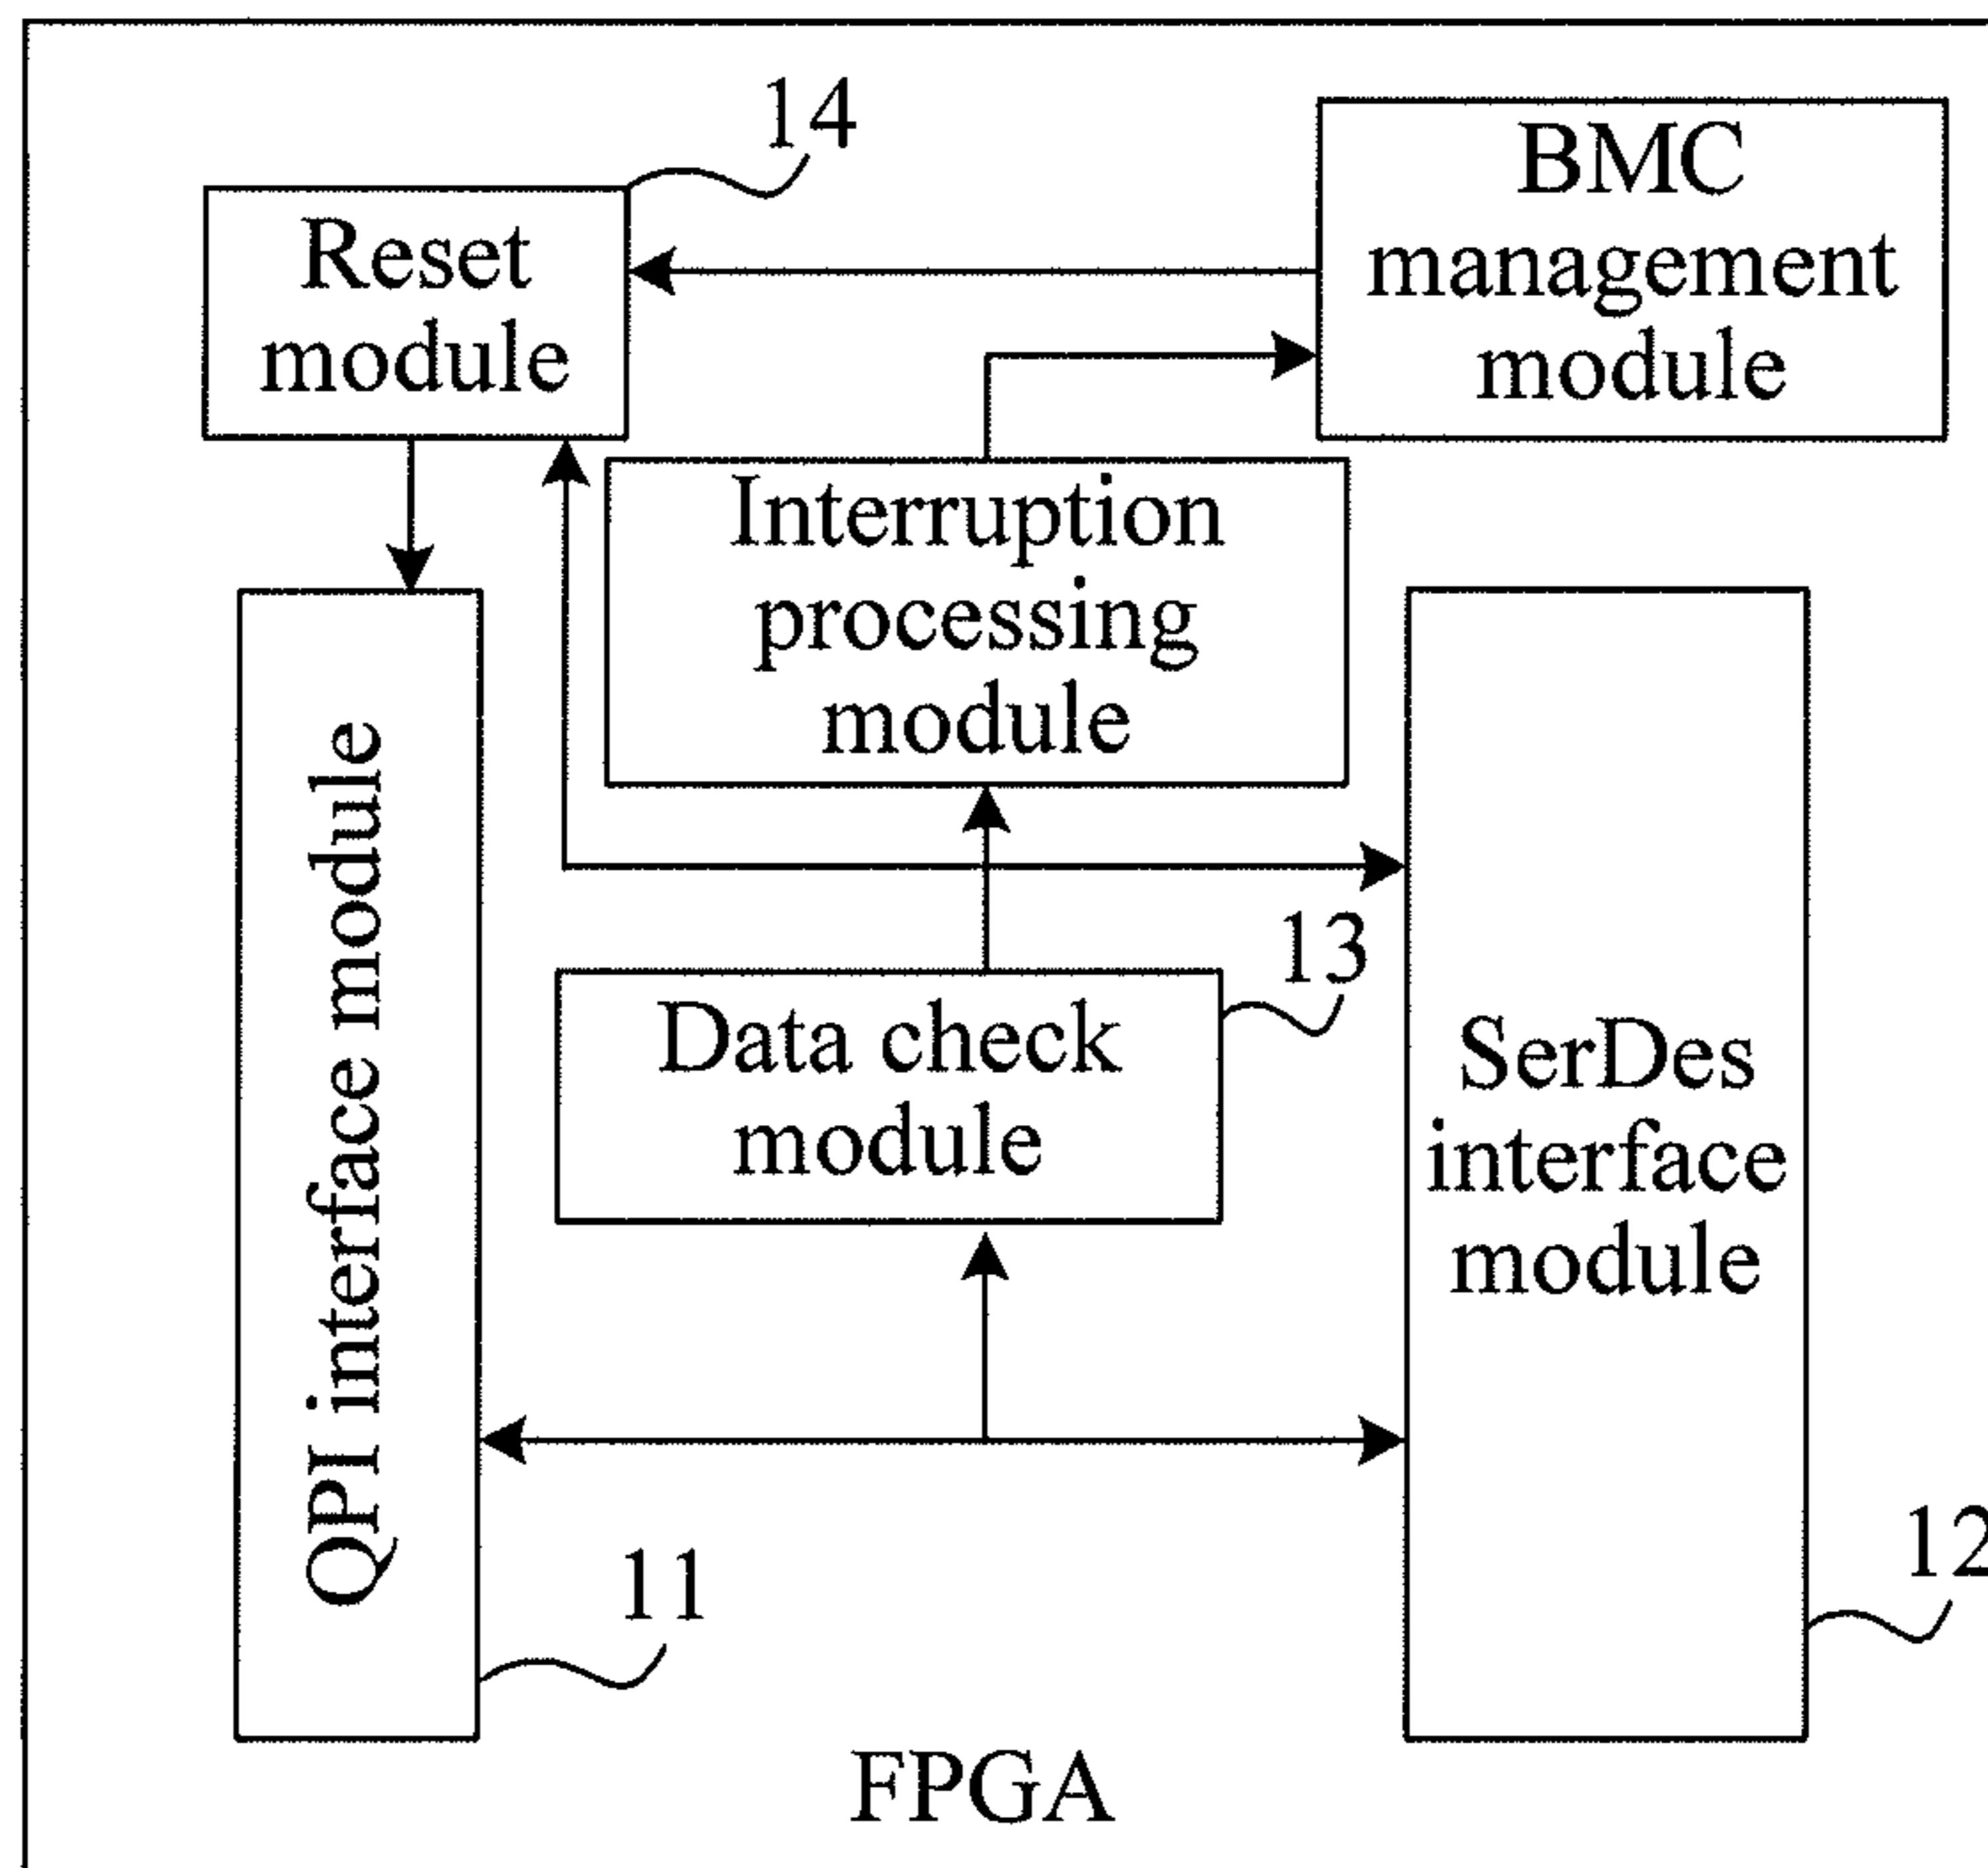 14
Reset
module
BMC
management
module
Interruption
processing
module
QPI interface module
13
Data check
module
SerDes
interface
module
11
12
FPGA